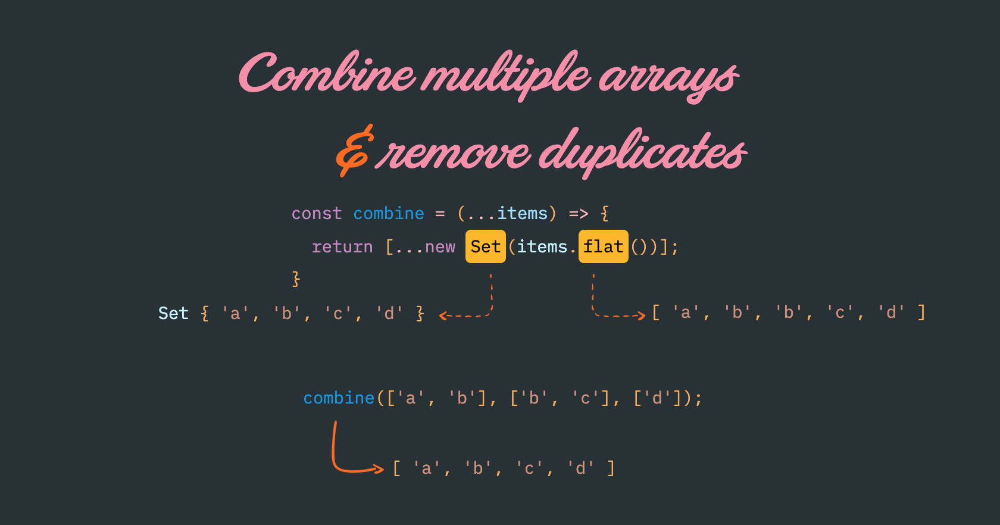 Combine multiple arrays
& remove duplicates
const combine = (...items) => {
return [...new Set(items.flat())];
}
Set { 'a', 'b', 'c', 'd' }
[ 'a', 'b', 'b', 'c', 'd' ]
combine(['a', 'b'], ['b', 'c'], ['d']);
[ 'a', 'b', 'c', 'd' ]